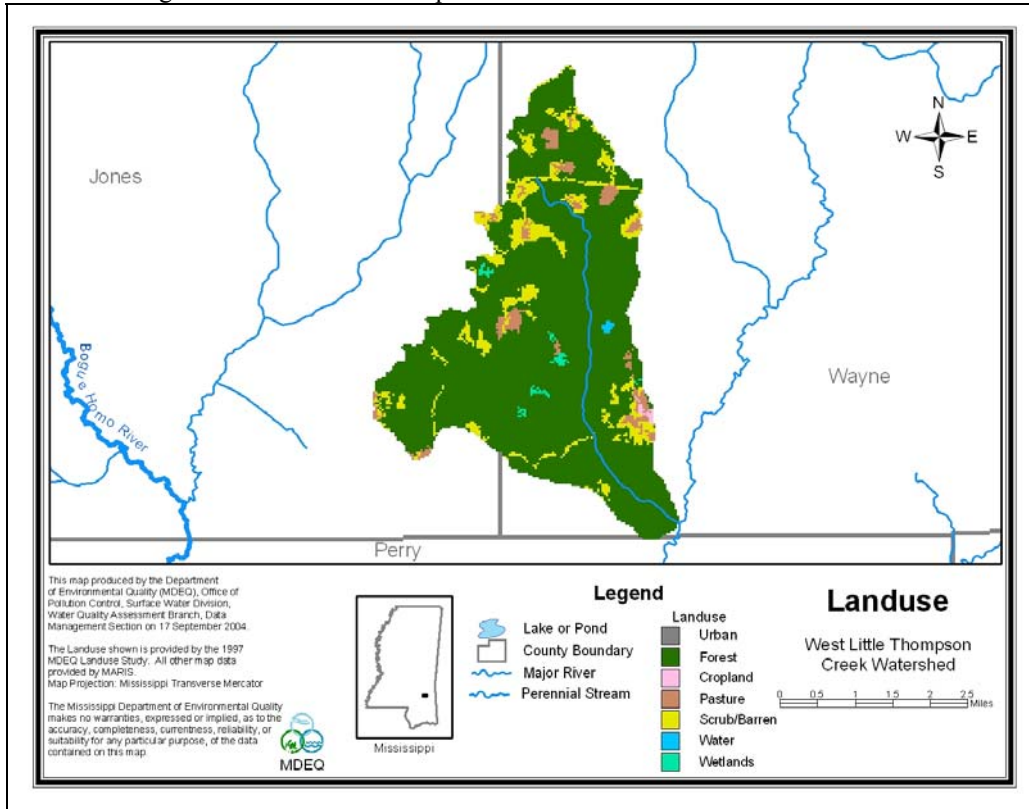 N
W
E
S
Jones
Bogue Homo River
Wayne
Perry
This map produced by the Department
of Environmental Quality (MDEQ), Office of
Pollution Control, Surface Water Division,
Water Quality Assessment Branch, Data
Management Section on 17 September 2004.
The Landuse shown is provided by the 1997
MDEQ Landuse Study. All other map data
provided by MARIS.
Map Projection: Mississippi Transverse Mercator
The Mississippi Department of Environmental Quality
makes no warranties, expressed or implied, as to the
accuracy, completeness, currentness, reliability, or
suitability for any particular purpose, of the data
contained on this map.
MDEQ
Mississippi
Legend
Lake or Pond
County Boundary
Major River
Perennial Stream
Landuse
Urban
Forest
Cropland
Pasture
Scrub/Barren
Water
Wetlands
Landuse
West Little Thompson
Creek Watershed
0 0.5 1 1.5 2 2.5
Miles